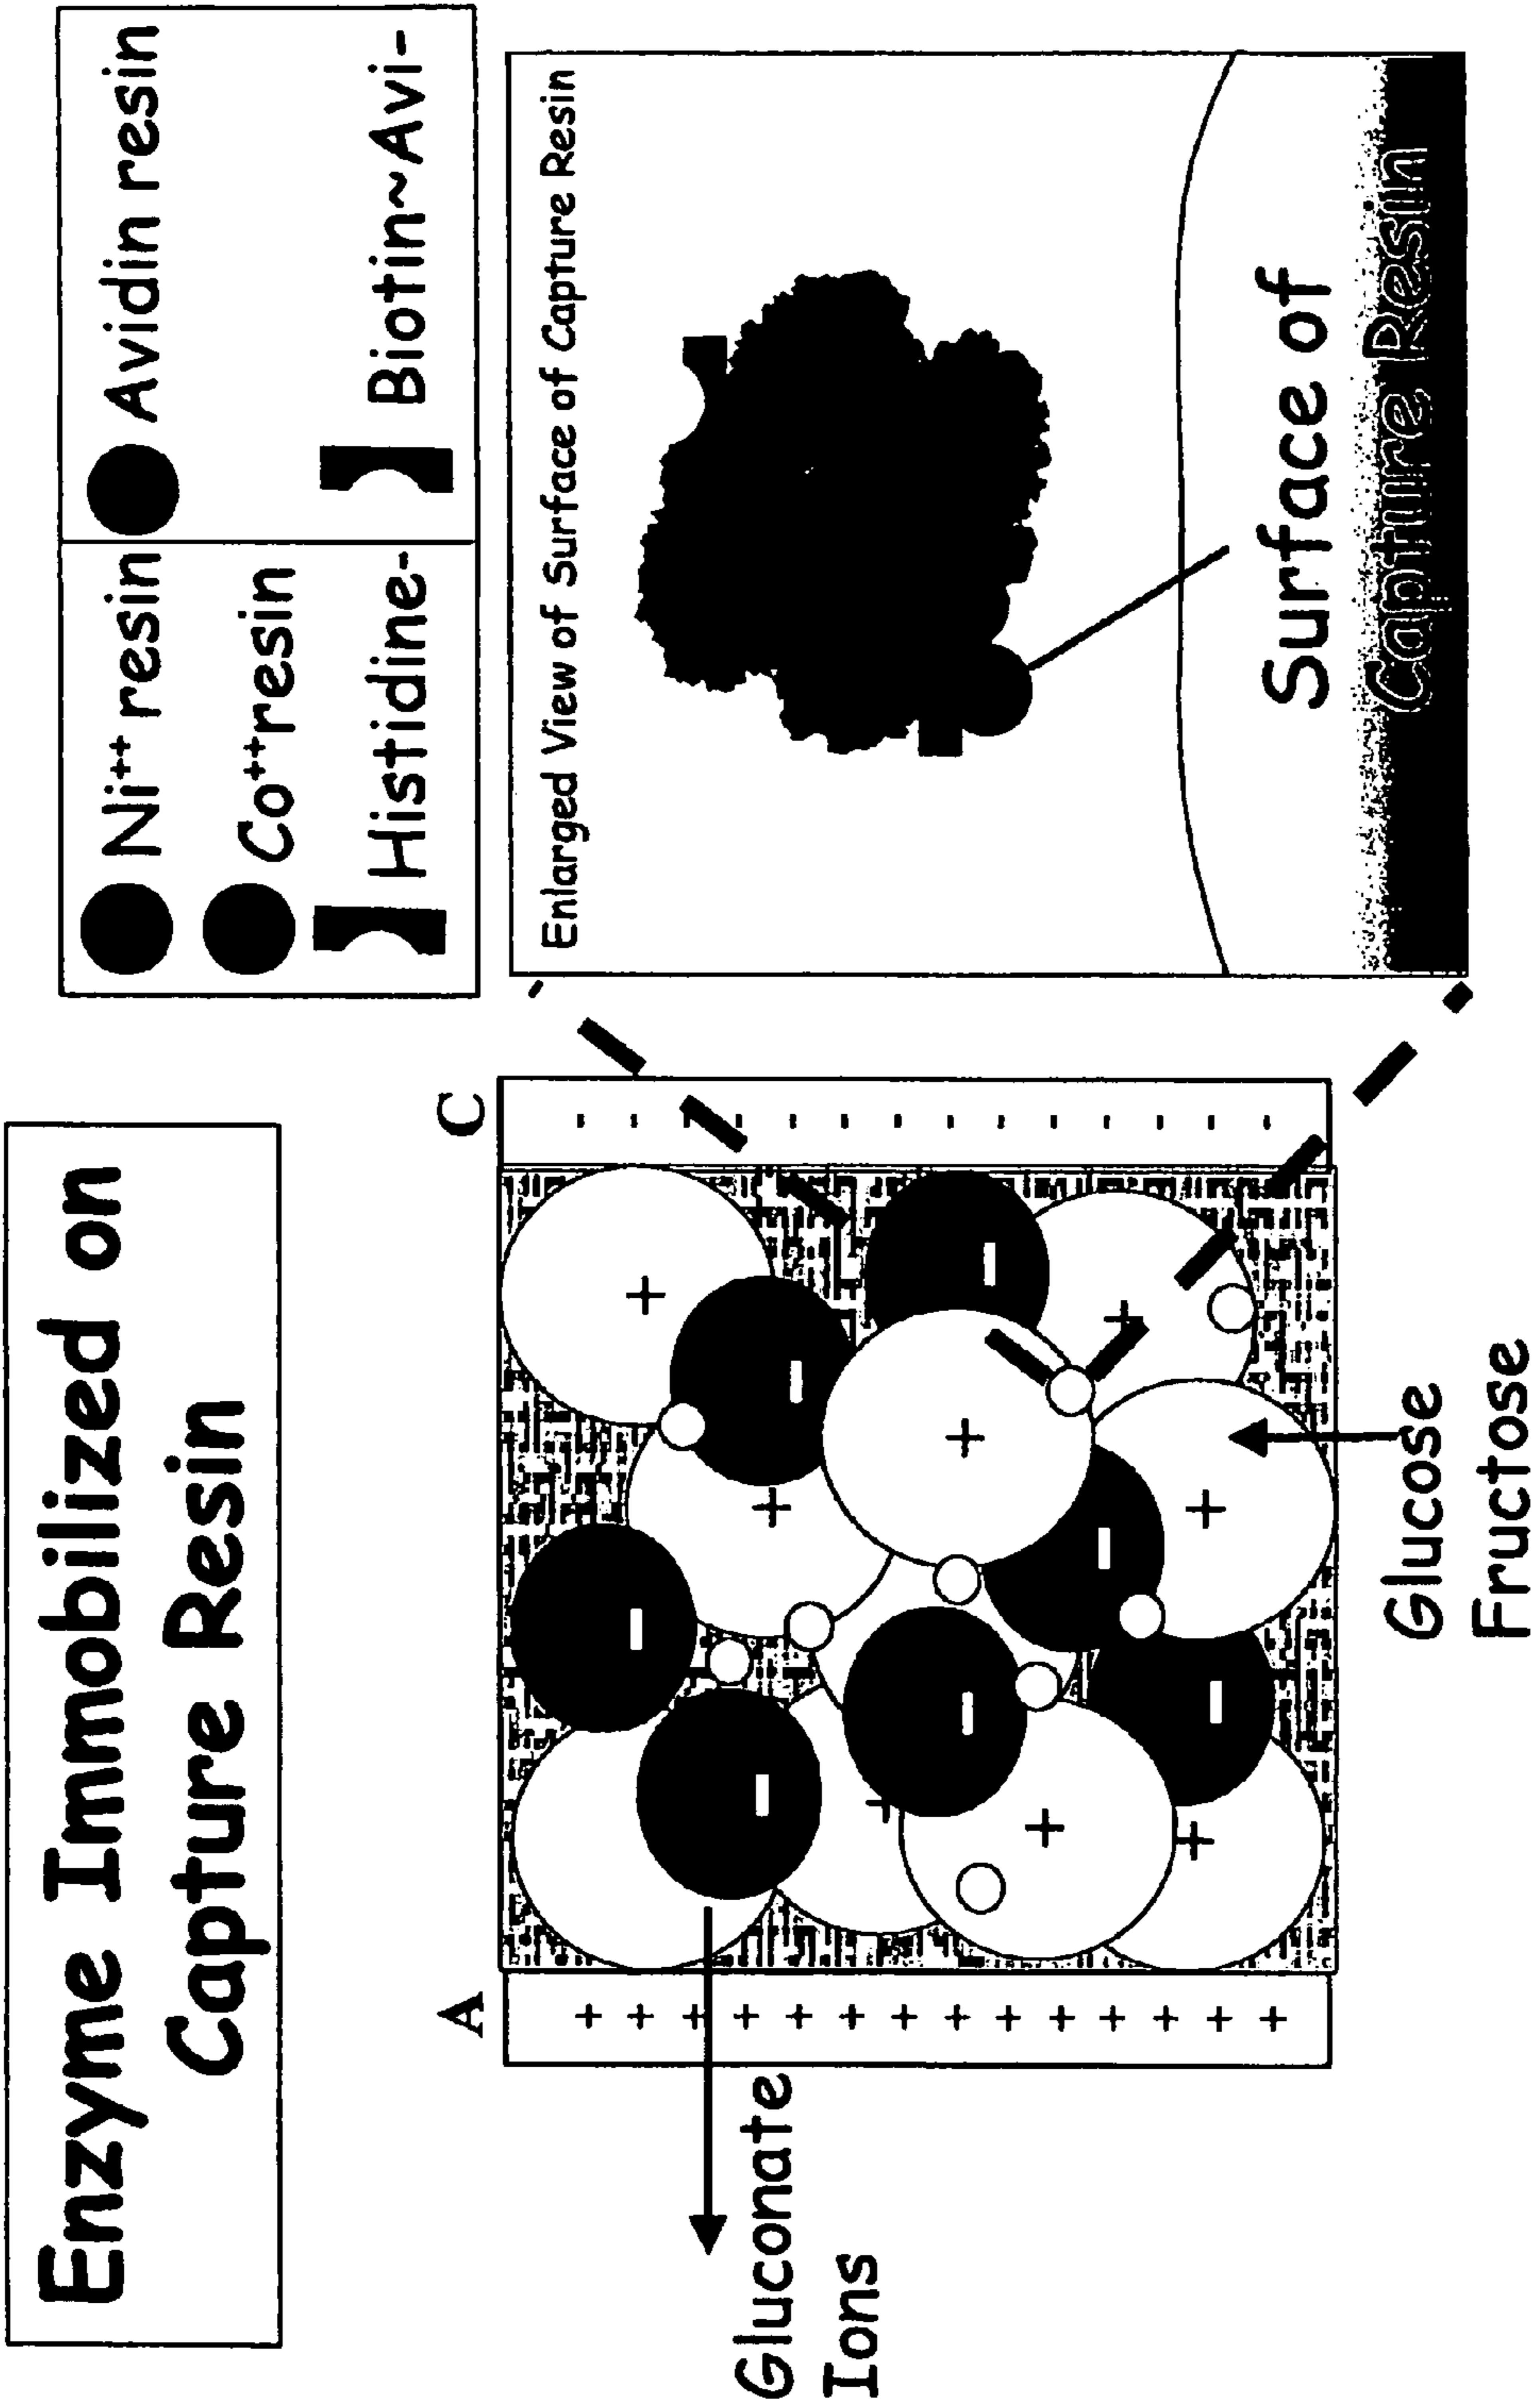 Enzyme Immobilized on
Capture Resin
Ni++ resin
Co++ resin
Histidine-
Avidin resin
Biotin~Avi-
A
C
+ + + + + + + + + + + + + +
- - - - - - - - - - - - - -
Gluconate
Ions
Glucose
Fructose
Enlarged View of Surface of Capture Resin
Surface of
Capture Resin